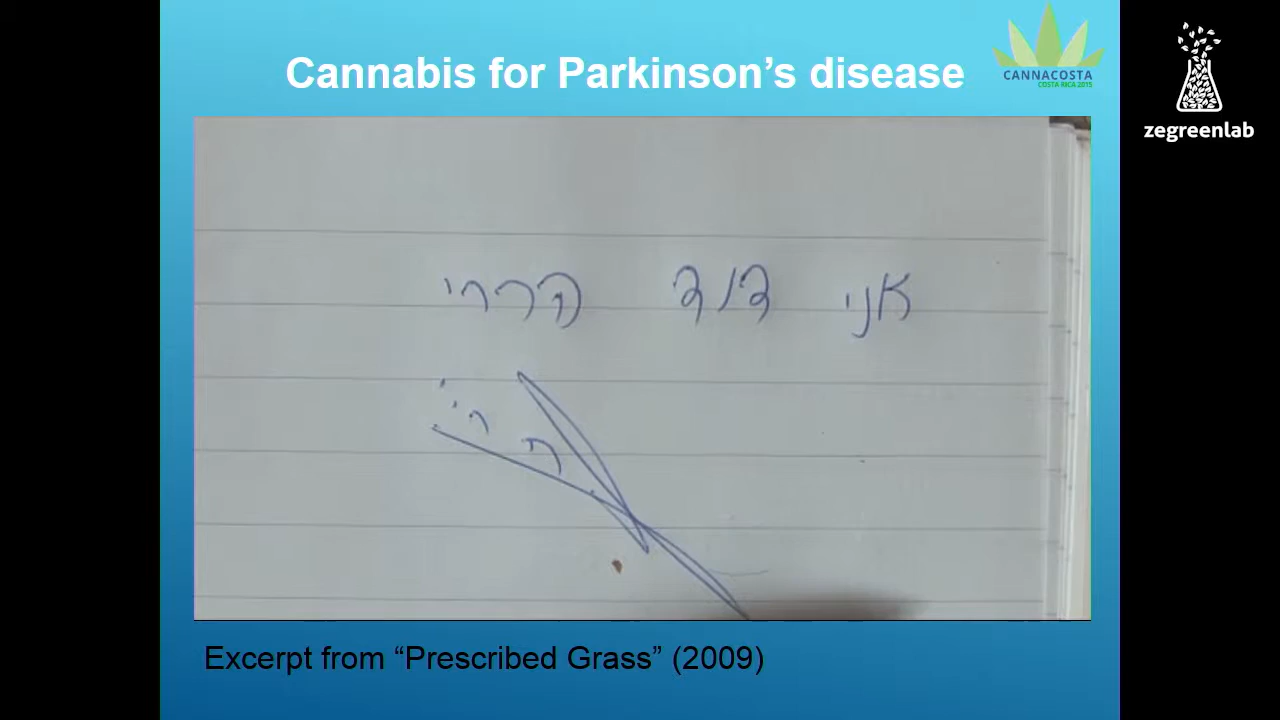 Cannabis for Parkinson’s disease
CANNACOSTA
COSTA RICA 2015
zegreenlab
אני דוד הררי
Excerpt from “Prescribed Grass” (2009)